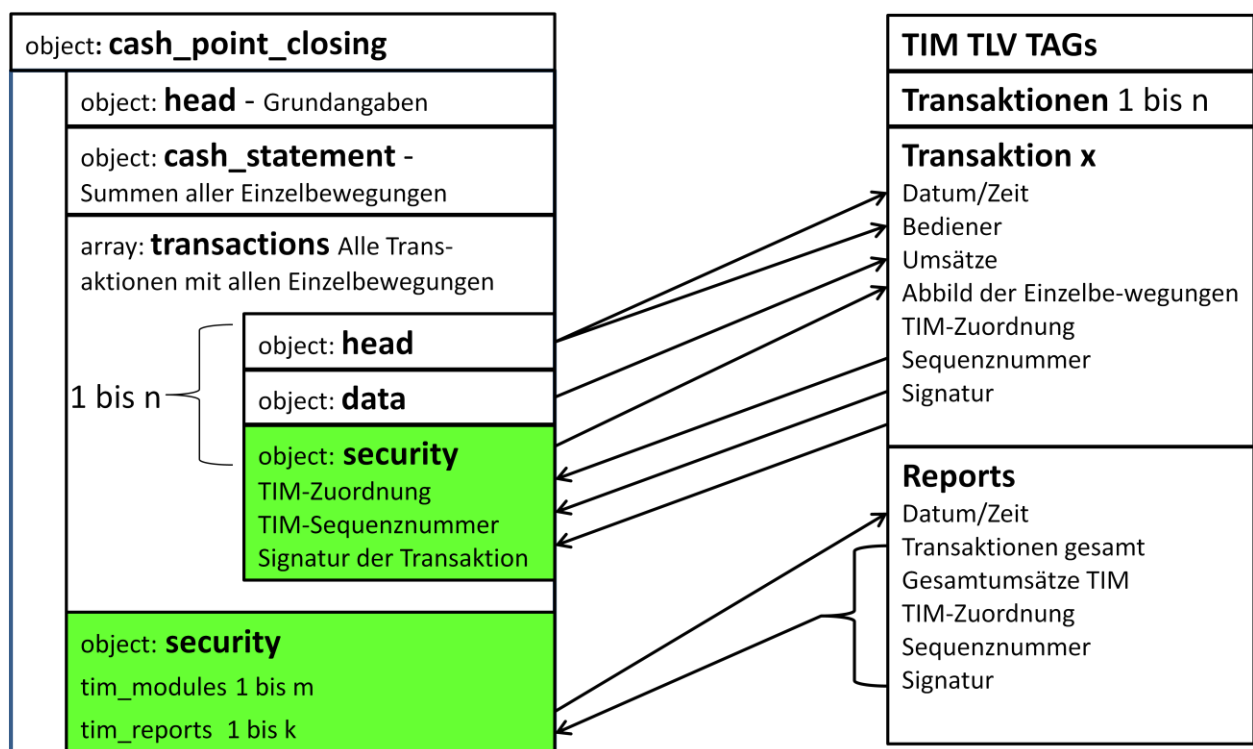 object: cash_point_closing
object: head - Grundangaben
object: cash_statement -
Summen aller Einzelbewegungen
array: transactions Alle Trans-
aktionen mit allen Einzelbewegungen
1 bis n
object: head
object: data
object: security
TIM-Zuordnung
TIM-Sequenznummer
Signatur der Transaktion
object: security
tim_modules 1 bis m
tim_reports 1 bis k
TIM TLV TAGs
Transaktionen 1 bis n
Transaktion x
Datum/Zeit
Bediener
Umsätze
Abbild der Einzelbe-wegungen
TIM-Zuordnung
Sequenznummer
Signatur
Reports
Datum/Zeit
Transaktionen gesamt
Gesamtumsätze TIM
TIM-Zuordnung
Sequenznummer
Signatur